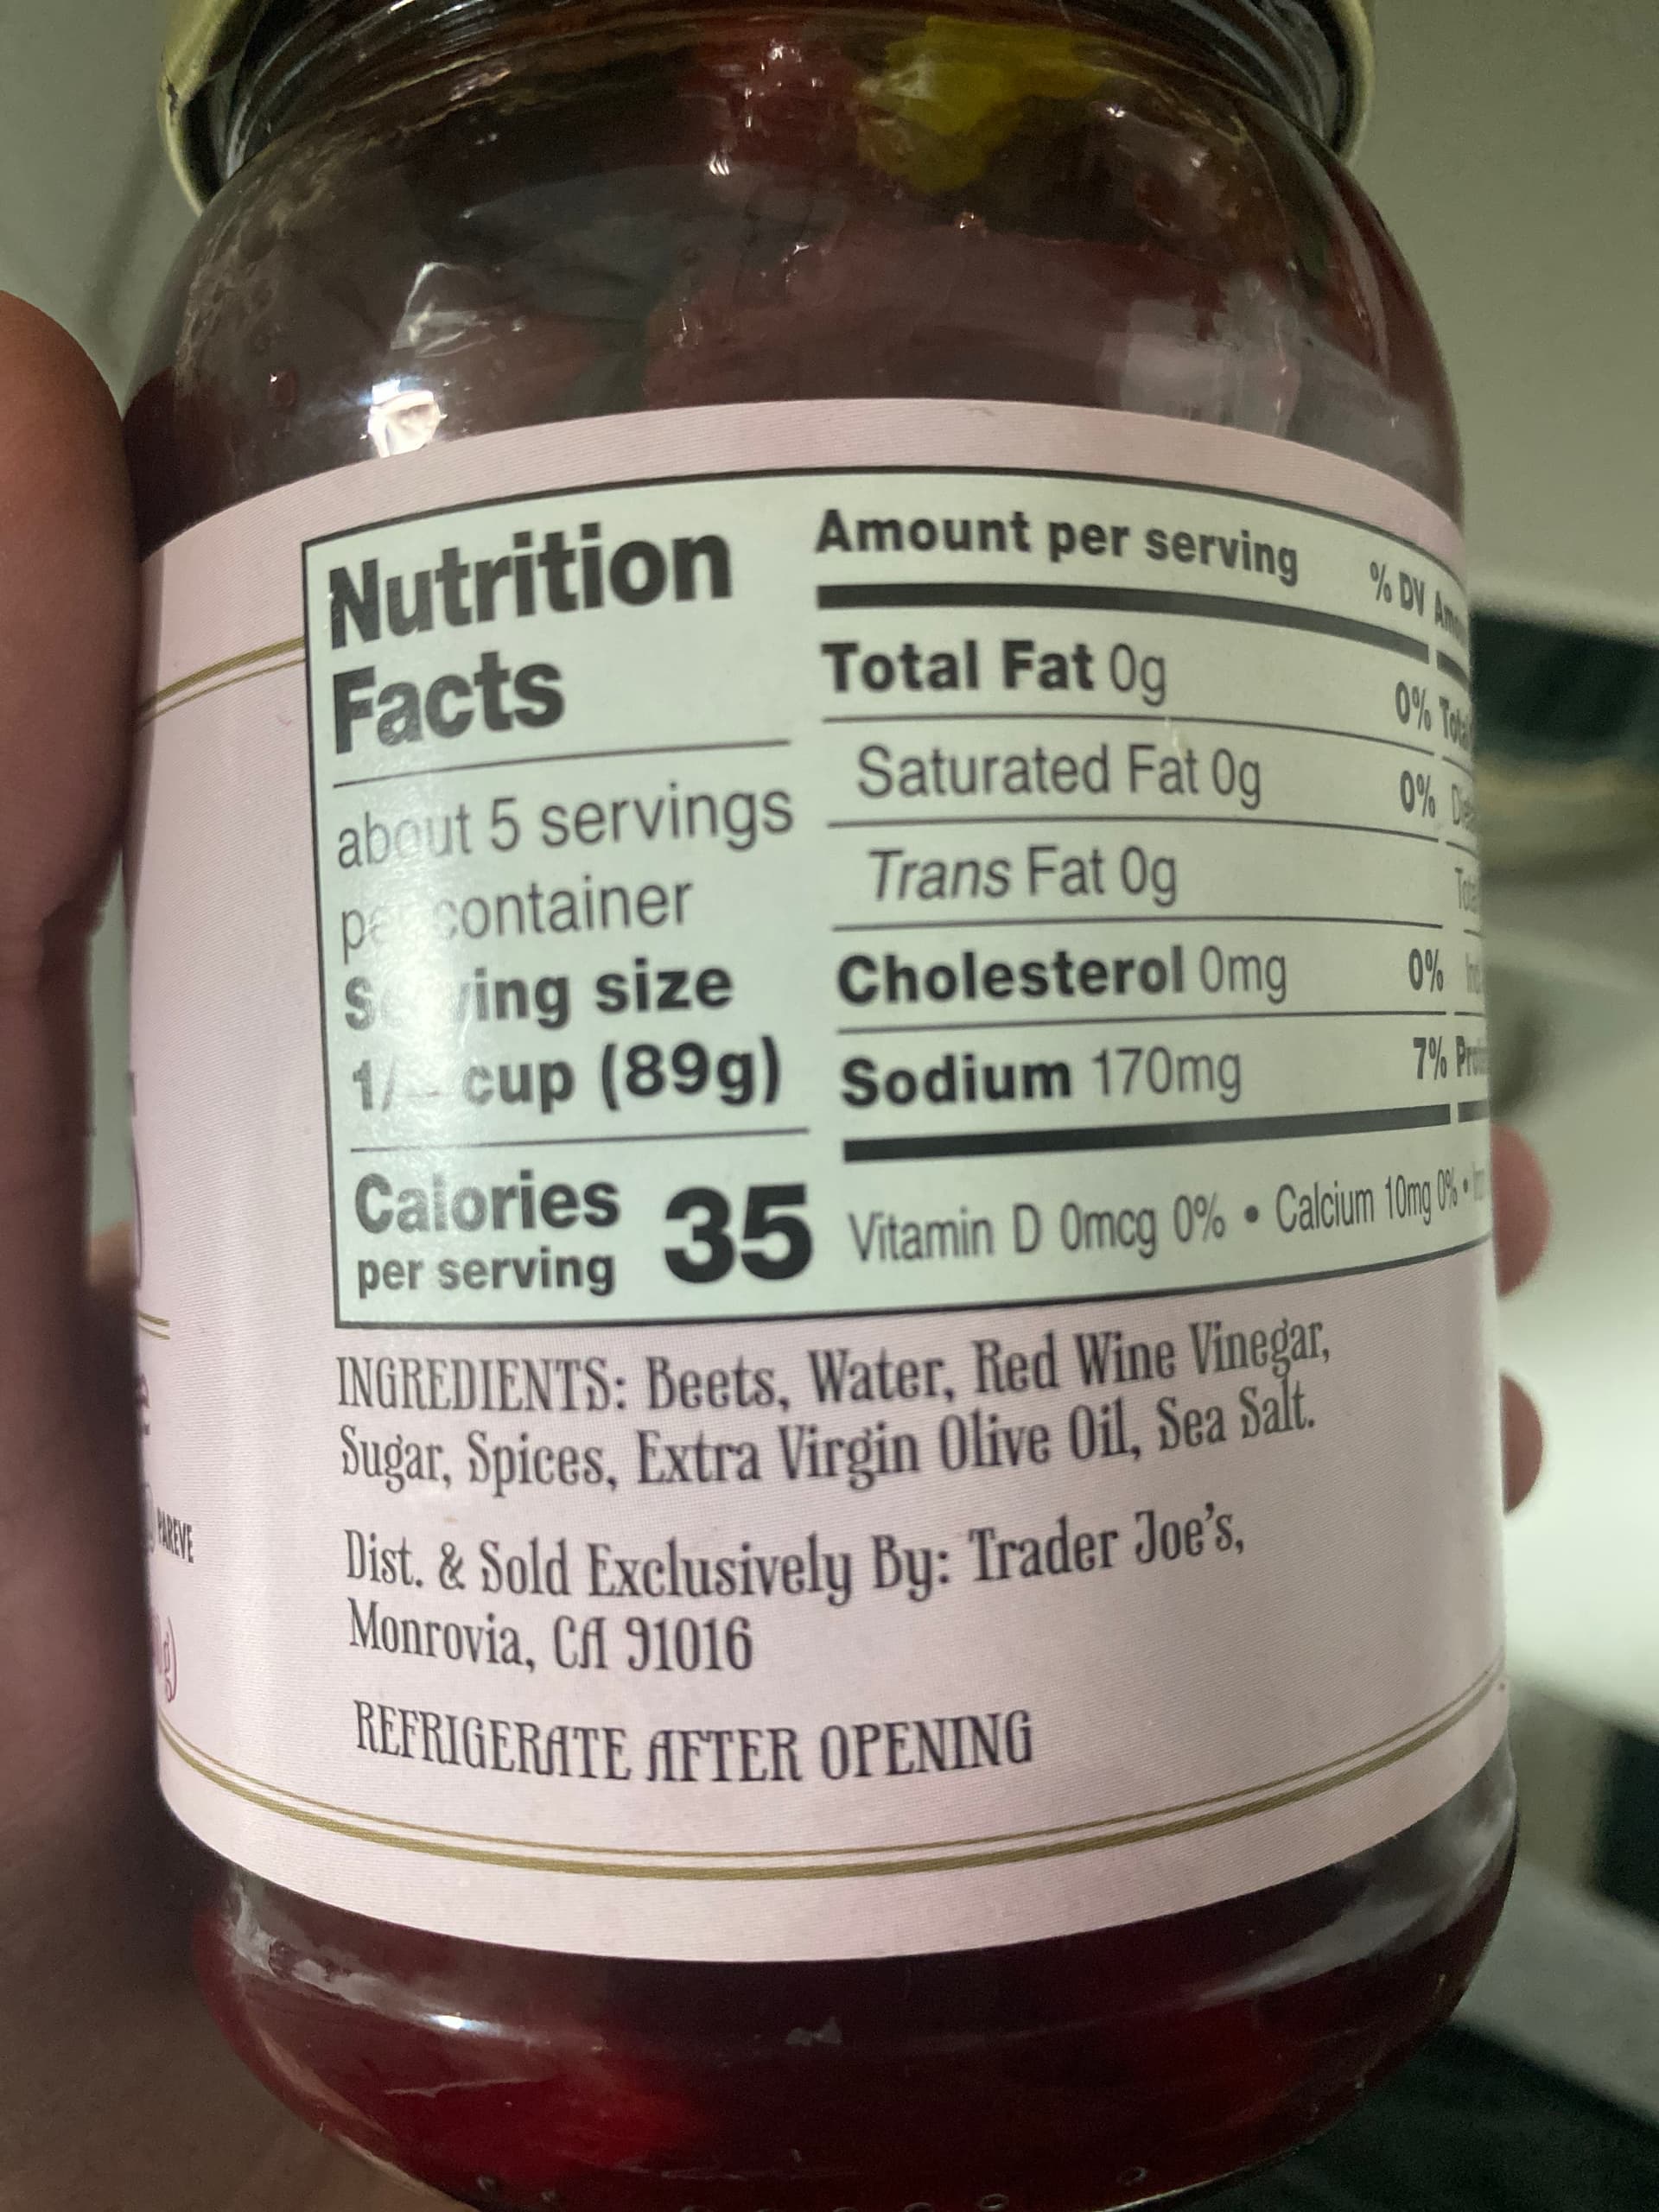 Nutrition
Facts
about 5 servings
per container
Serving size
cup (89g)
Calories
per serving 35
Amount per serving % DV
Total Fat 0g 0%
Saturated Fat 0g 0%
Trans Fat 0g
Cholesterol 0mg 0%
Sodium 170mg 7%
Vitamin D 0mcg 0% • Calcium 10mg 0% •
INGREDIENTS: Beets, Water, Red Wine Vinegar,
Sugar, Spices, Extra Virgin Olive Oil, Sea Salt.
Dist. & Sold Exclusively By: Trader Joe's,
Monrovia, CA 91016
REFRIGERATE AFTER OPENING
PAREVE